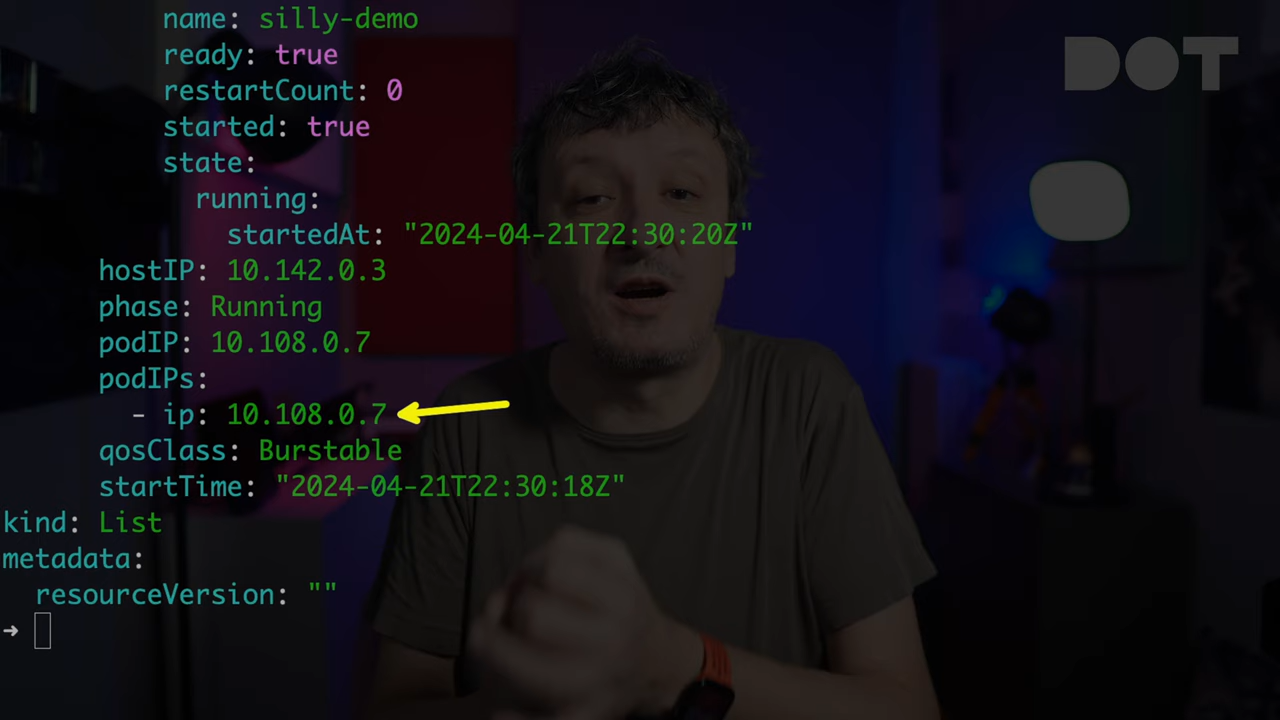 name: silly-demo
ready: true
restartCount: 0
started: true
state:
running:
startedAt: "2024-04-21T22:30:20Z"
hostIP: 10.142.0.3
phase: Running
podIP: 10.108.0.7
podIPs:
- ip: 10.108.0.7
qosClass: Burstable
startTime: "2024-04-21T22:30:18Z"
kind: List
metadata:
resourceVersion: ""
DOT